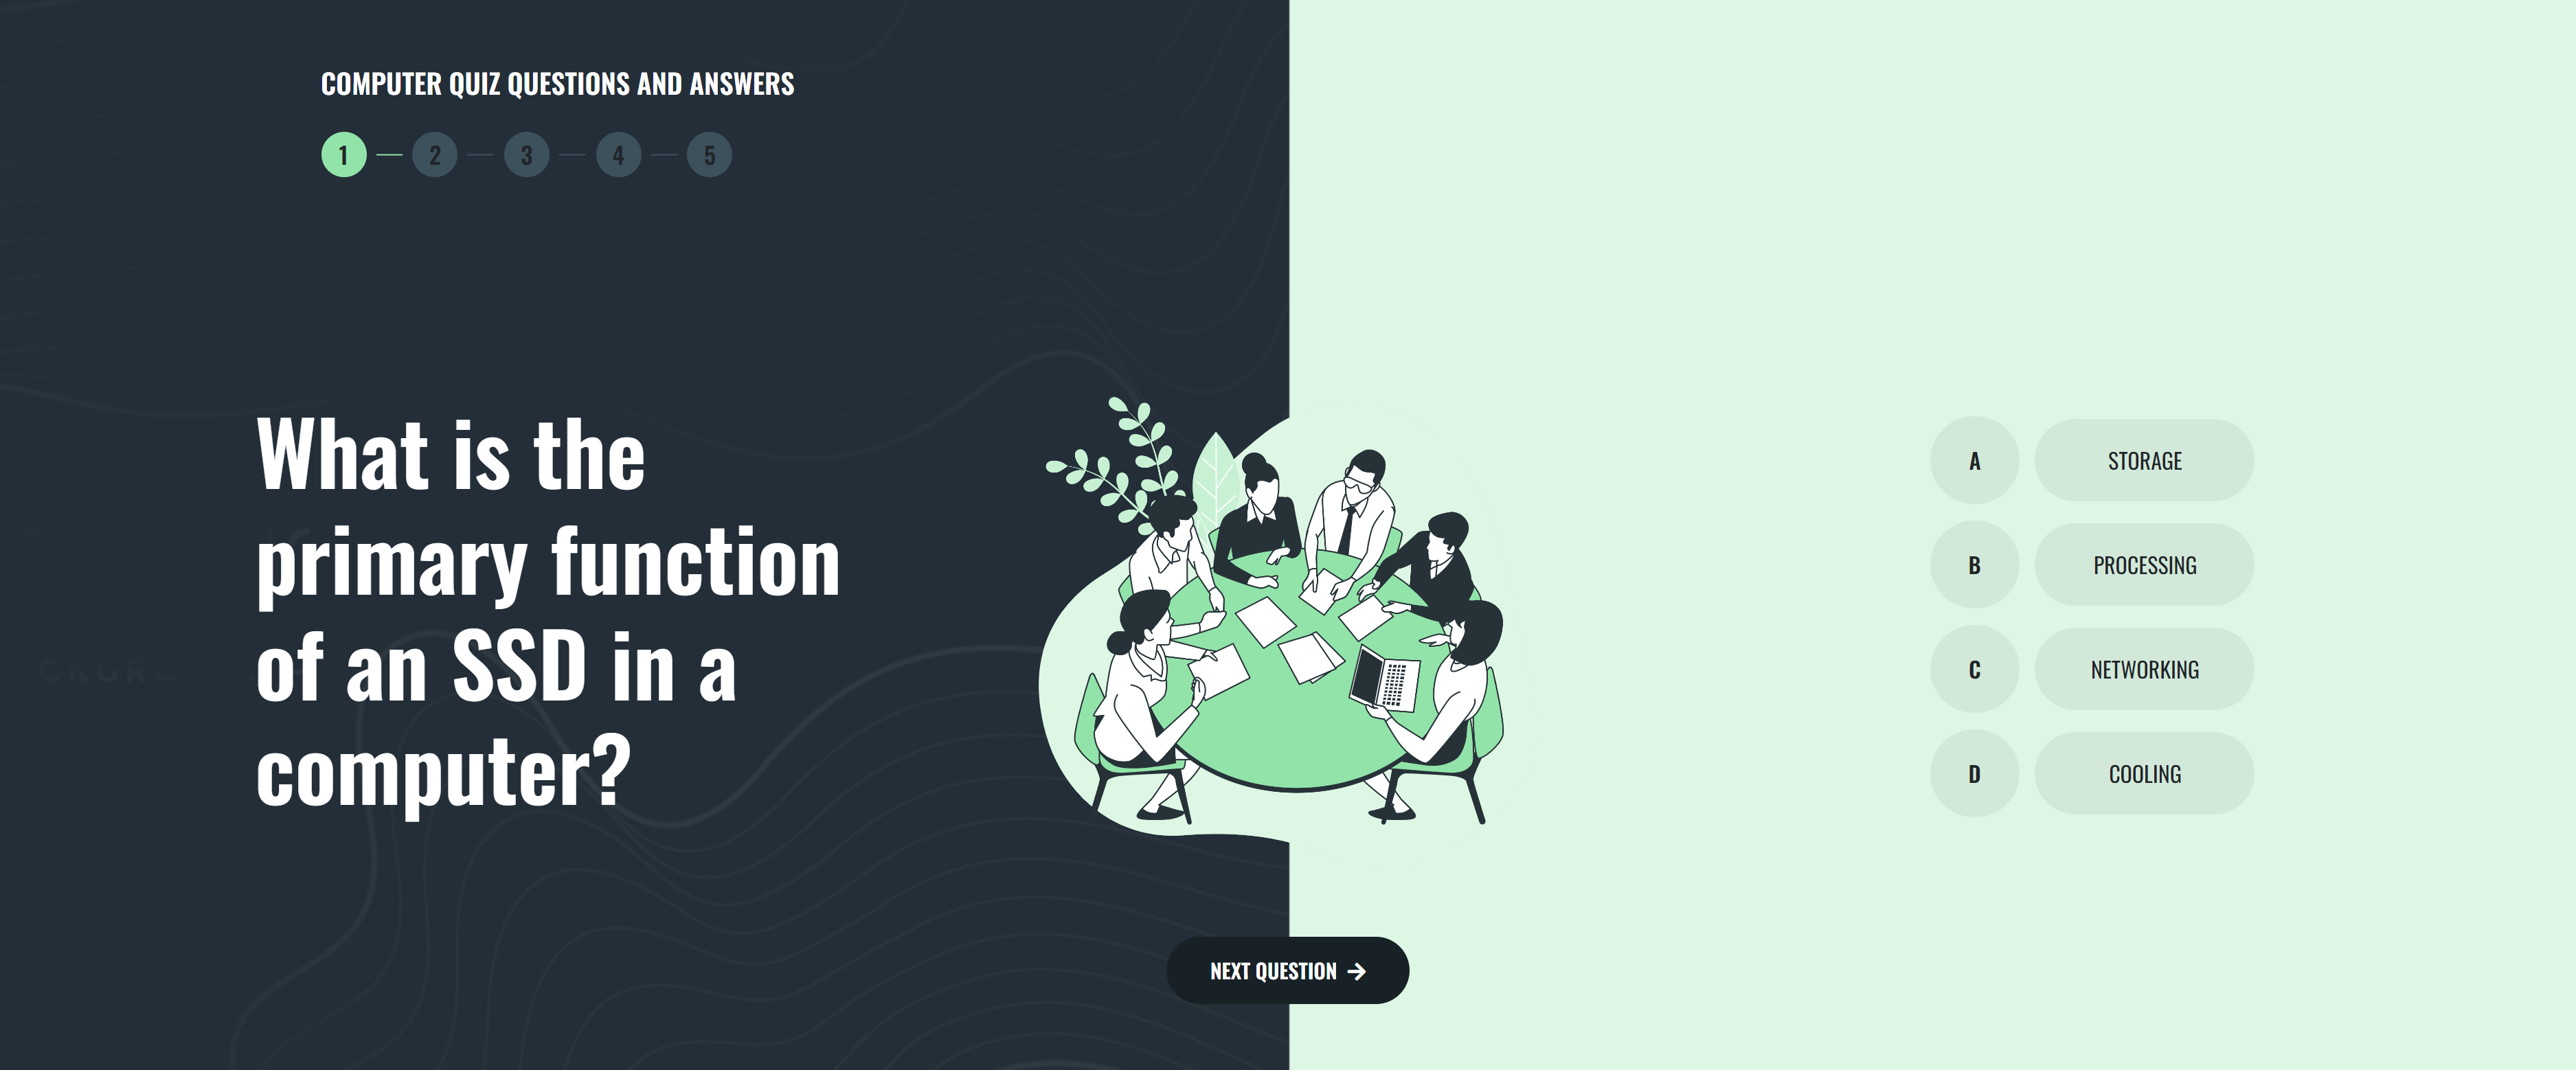 COMPUTER QUIZ QUESTIONS AND ANSWERS
1 2 3 4 5
What is the
primary function
of an SSD in a
computer?
A STORAGE
B PROCESSING
C NETWORKING
D COOLING
NEXT QUESTION →